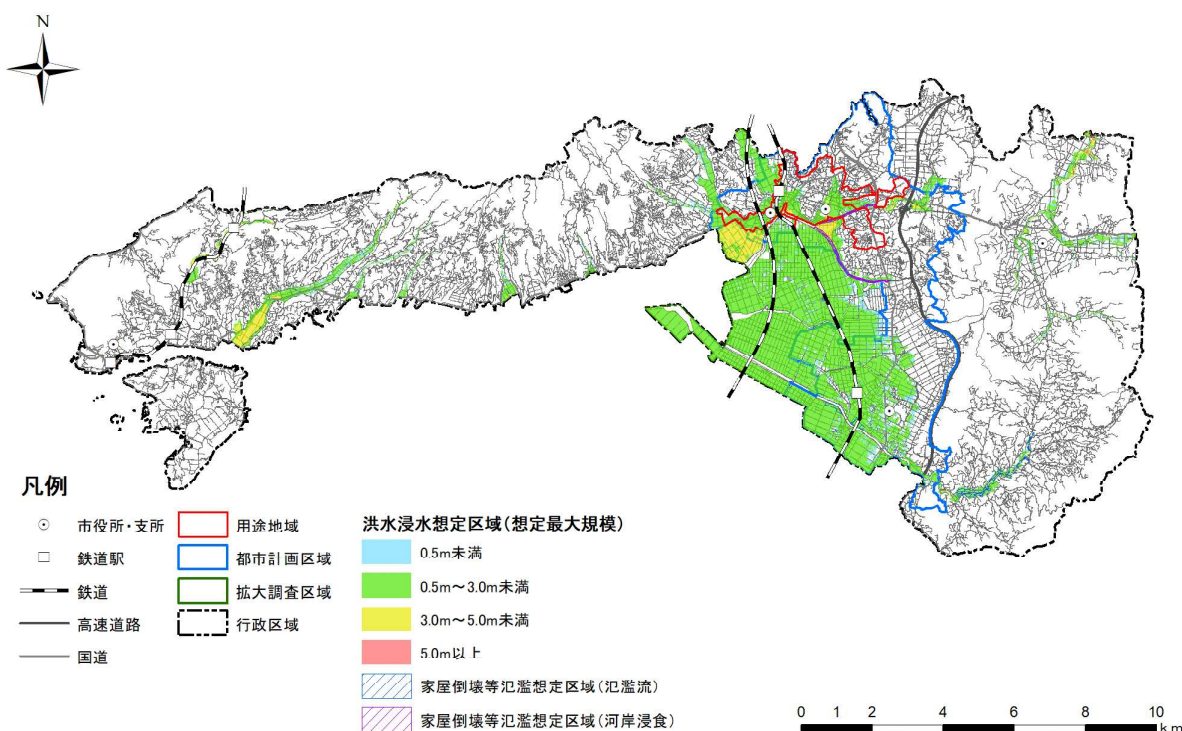 N
凡例
市役所・支所
鉄道駅
鉄道
高速道路
国道
用途地域
都市計画区域
拡大調査区域
行政区域
洪水浸水想定区域(想定最大規模)
0.5m未満
0.5m～3.0m未満
3.0m～5.0m未満
5.0m以上
家屋倒壊等氾濫想定区域(氾濫流)
家屋倒壊等氾濫想定区域(河岸浸食)
0 1 2 4 6 8 10
km